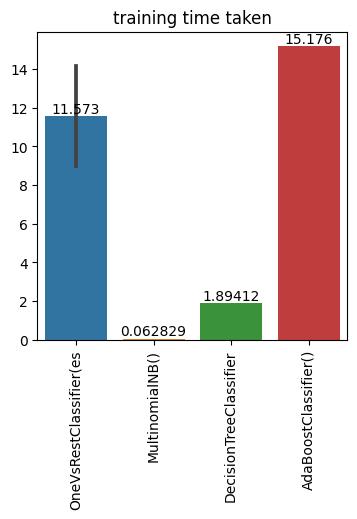 training time taken
15.176
14
12
11.573
10
8
6
4
2
1.89412
0.062829
0
OneVsRestClassifier(es
MultinomialNB()
DecisionTreeClassifier
AdaBoostClassifier()